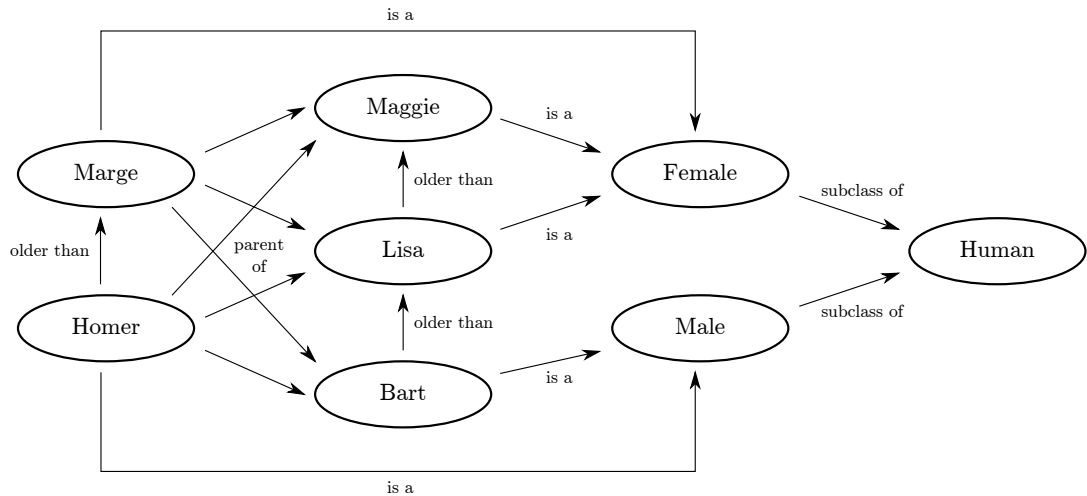 is a
Maggie
is a
Marge
older than
Female
subclass of
older than
parent
of
Lisa
is a
Human
Homer
older than
Male
subclass of
Bart
is a
is a